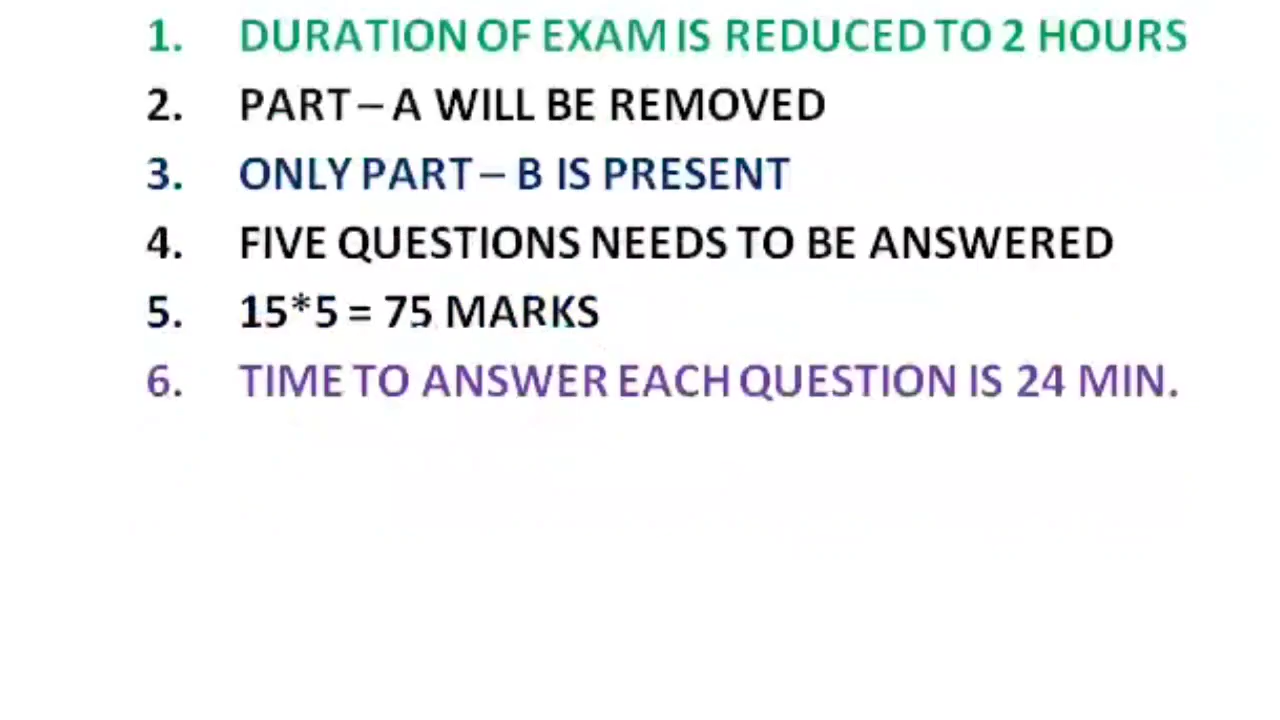 1. DURATION OF EXAM IS REDUCED TO 2 HOURS
2. PART – A WILL BE REMOVED
3. ONLY PART – B IS PRESENT
4. FIVE QUESTIONS NEEDS TO BE ANSWERED
5. 15*5 = 75 MARKS
6. TIME TO ANSWER EACH QUESTION IS 24 MIN.